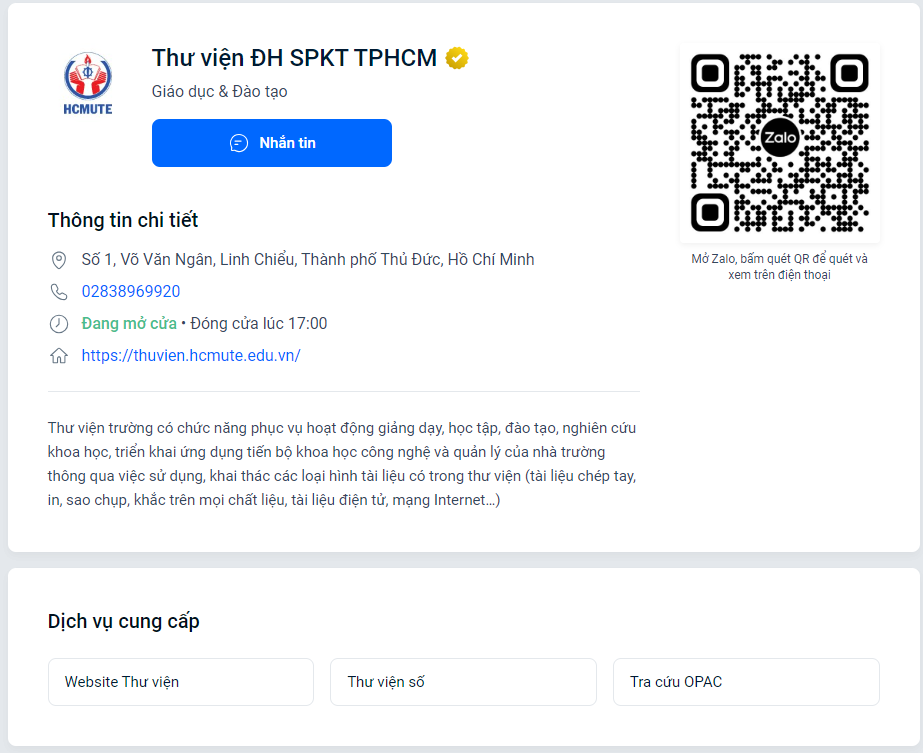 Thư viện ĐH SPKT TPHCM
HCMUTE
Giáo dục & Đào tạo
Nhắn tin
Zalo
Mở Zalo, bấm quét QR để quét và
xem trên điện thoại
Thông tin chi tiết
Số 1, Võ Văn Ngân, Linh Chiểu, Thành phố Thủ Đức, Hồ Chí Minh
02838969920
Đang mở cửa • Đóng cửa lúc 17:00
https://thuvien.hcmute.edu.vn/
Thư viện trường có chức năng phục vụ hoạt động giảng dạy, học tập, đào tạo, nghiên cứu
khoa học, triển khai ứng dụng tiến bộ khoa học công nghệ và quản lý của nhà trường
thông qua việc sử dụng, khai thác các loại hình tài liệu có trong thư viện (tài liệu chép tay,
in, sao chụp, khắc trên mọi chất liệu, tài liệu điện tử, mạng Internet…)
Dịch vụ cung cấp
Website Thư viện
Thư viện số
Tra cứu OPAC